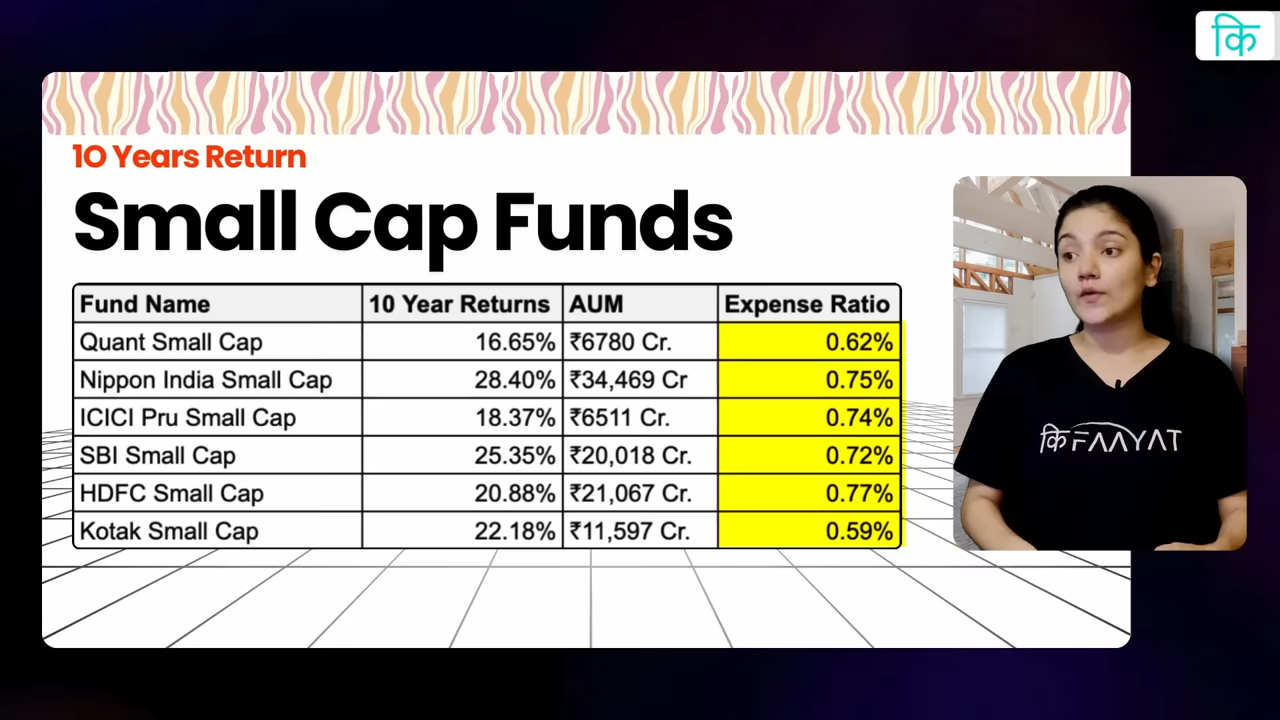 कि
10 Years Return
Small Cap Funds
Fund Name 10 Year Returns AUM Expense Ratio
Quant Small Cap 16.65% ₹6780 Cr. 0.62%
Nippon India Small Cap 28.40% ₹34,469 Cr 0.75%
ICICI Pru Small Cap 18.37% ₹6511 Cr. 0.74%
SBI Small Cap 25.35% ₹20,018 Cr. 0.72%
HDFC Small Cap 20.88% ₹21,067 Cr. 0.77%
Kotak Small Cap 22.18% ₹11,597 Cr. 0.59%
किFAAYAT